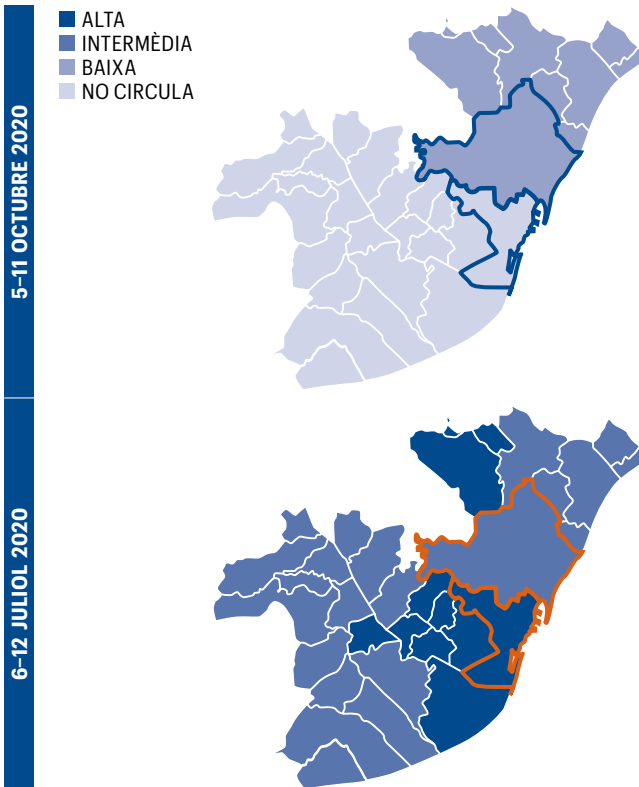 ALTA
INTERMÈDIA
BAIXA
NO CIRCULA
5–11 OCTUBRE 2020
6–12 JULIOL 2020